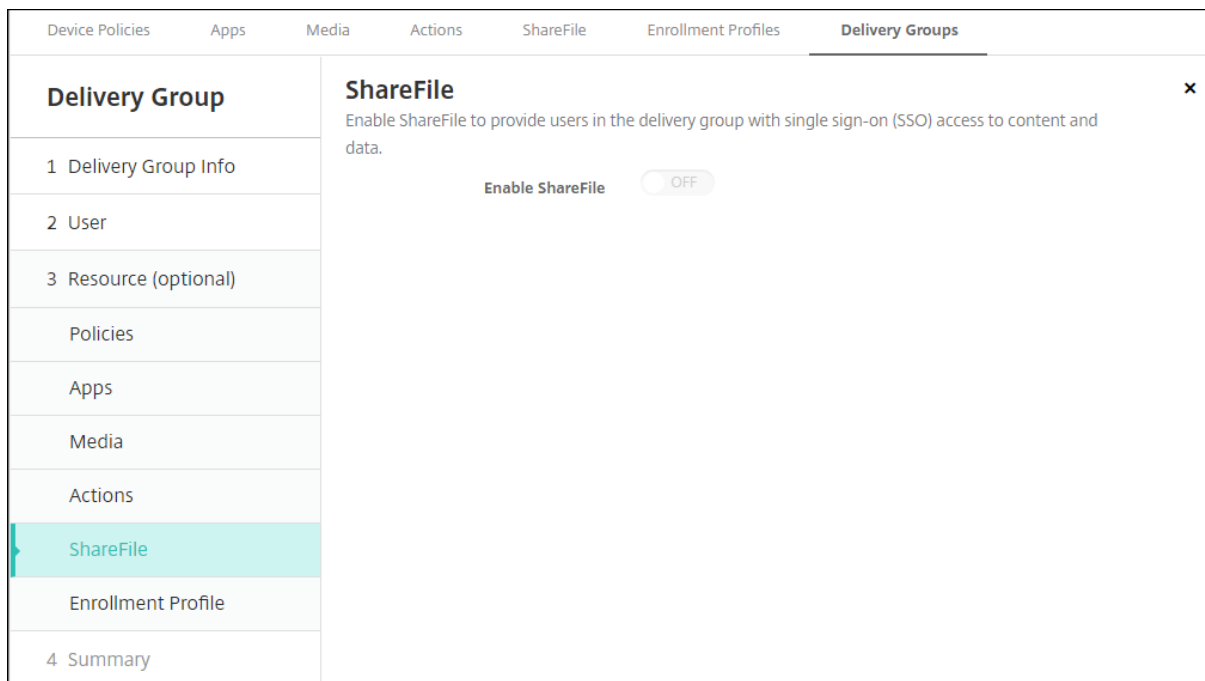 Device Policies Apps Media Actions ShareFile Enrollment Profiles Delivery Groups
Delivery Group
1 Delivery Group Info
2 User
3 Resource (optional)
Policies
Apps
Media
Actions
ShareFile
Enrollment Profile
4 Summary
ShareFile
Enable ShareFile to provide users in the delivery group with single sign-on (SSO) access to content and
data.
Enable ShareFile OFF